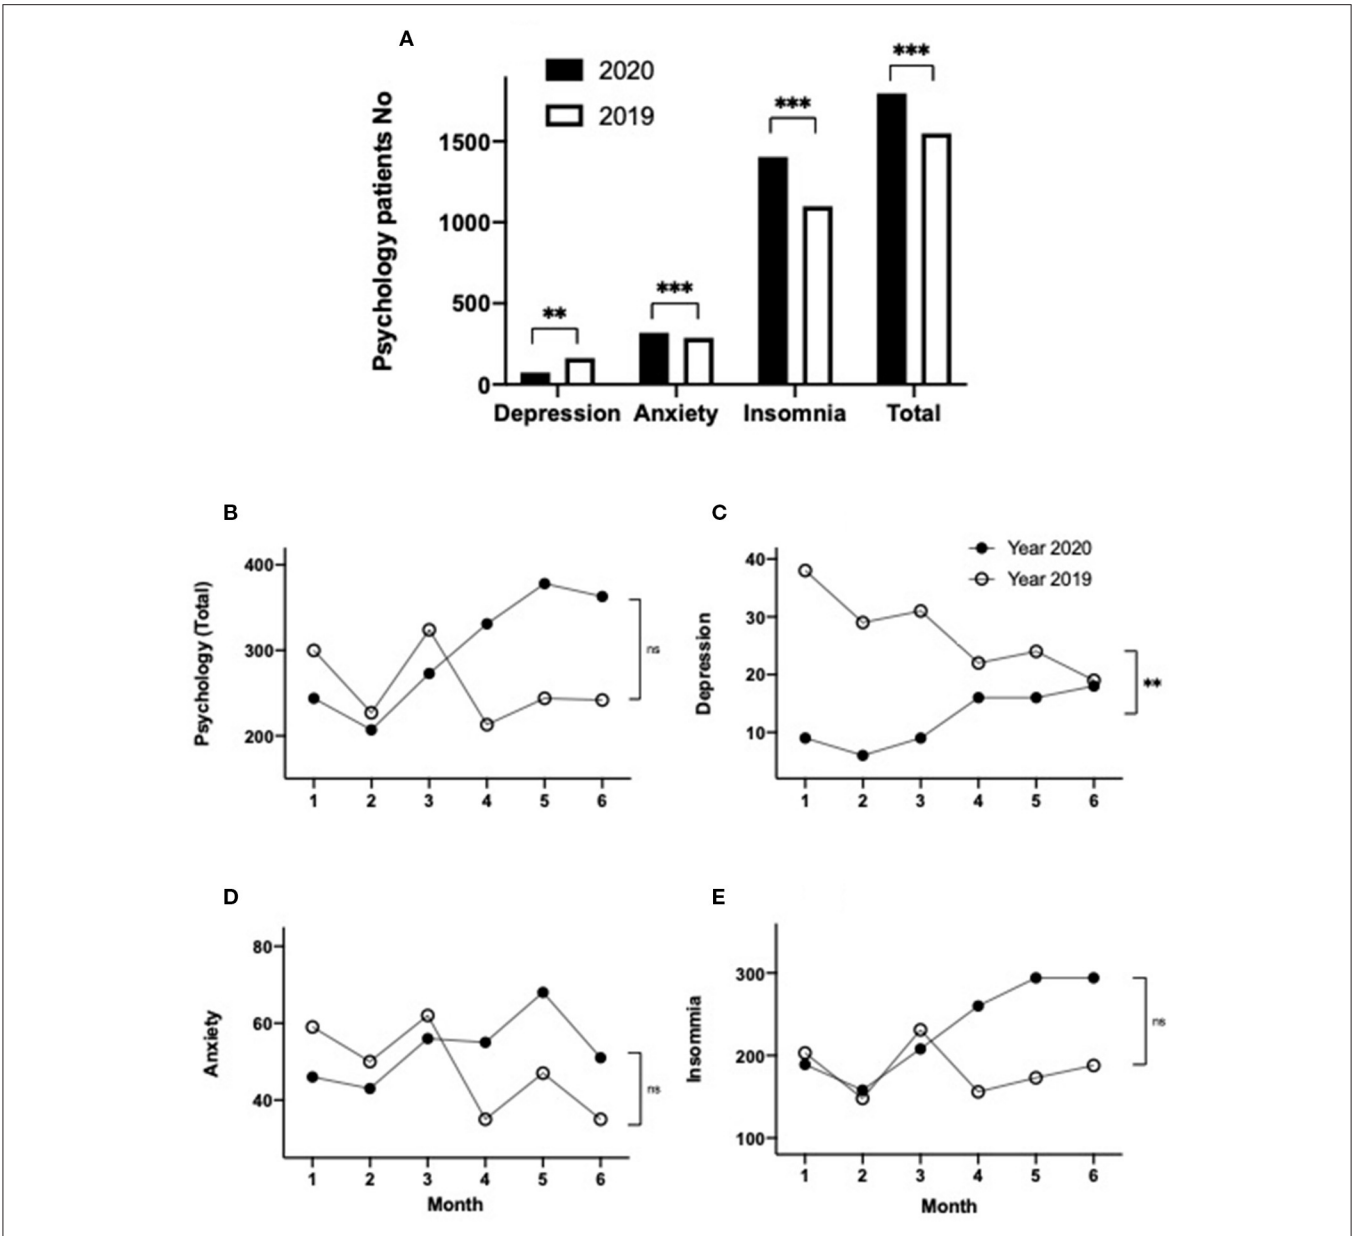 A
2020
2019
Psychology patients No
1500
1000
500
0
***
***
***
**
Depression Anxiety Insomnia Total
B
Psychology (Total)
400
300
200
ns
1 2 3 4 5 6
C
Year 2020
Year 2019
Depression
40
30
20
10
**
1 2 3 4 5 6
D
Anxiety
80
60
40
ns
1 2 3 4 5 6
Month
E
Insommia
300
200
100
ns
1 2 3 4 5 6
Month